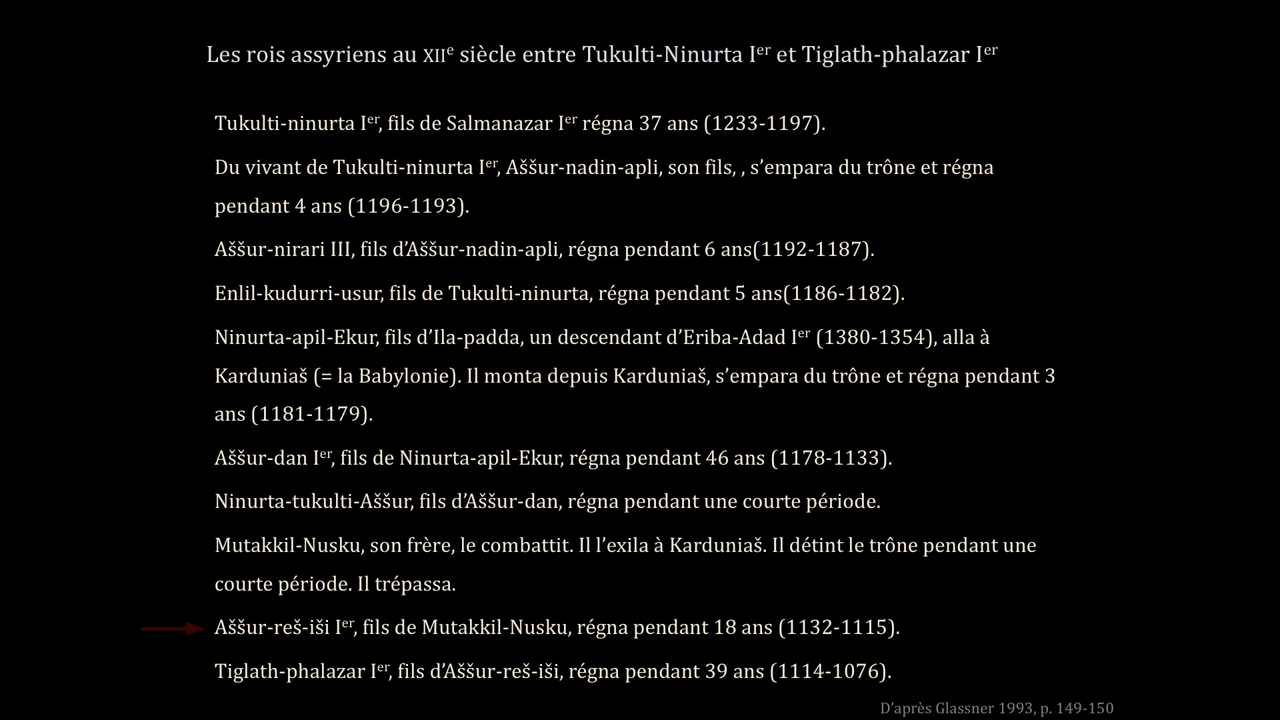 Les rois assyriens au XIIe siècle entre Tukulti-Ninurta Ier et Tiglath-phalazar Ier
Tukulti-ninurta Ier, fils de Salmanazar Ier régna 37 ans (1233-1197).
Du vivant de Tukulti-ninurta Ier, Aššur-nadin-apli, son fils, , s’empara du trône et régna
pendant 4 ans (1196-1193).
Aššur-nirari III, fils d’Aššur-nadin-apli, régna pendant 6 ans(1192-1187).
Enlil-kudurri-usur, fils de Tukulti-ninurta, régna pendant 5 ans(1186-1182).
Ninurta-apil-Ekur, fils d’Ila-padda, un descendant d’Eriba-Adad Ier (1380-1354), alla à
Karduniaš (= la Babylonie). Il monta depuis Karduniaš, s’empara du trône et régna pendant 3
ans (1181-1179).
Aššur-dan Ier, fils de Ninurta-apil-Ekur, régna pendant 46 ans (1178-1133).
Ninurta-tukulti-Aššur, fils d’Aššur-dan, régna pendant une courte période.
Mutakkil-Nusku, son frère, le combattit. Il l’exila à Karduniaš. Il détint le trône pendant une
courte période. Il trépassa.
Aššur-reš-iši Ier, fils de Mutakkil-Nusku, régna pendant 18 ans (1132-1115).
Tiglath-phalazar Ier, fils d’Aššur-reš-iši, régna pendant 39 ans (1114-1076).
D’après Glassner 1993, p. 149-150